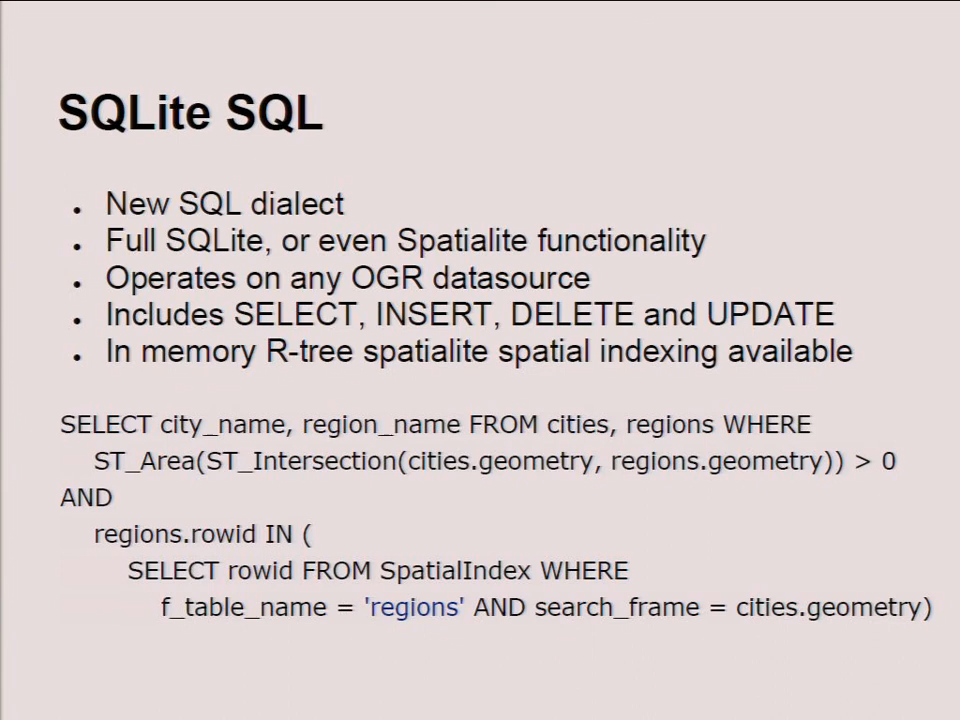 SQLite SQL
• New SQL dialect
• Full SQLite, or even Spatialite functionality
• Operates on any OGR datasource
• Includes SELECT, INSERT, DELETE and UPDATE
• In memory R-tree spatialite spatial indexing available
SELECT city_name, region_name FROM cities, regions WHERE
ST_Area(ST_Intersection(cities.geometry, regions.geometry)) > 0
AND
regions.rowid IN (
SELECT rowid FROM SpatialIndex WHERE
f_table_name = 'regions' AND search_frame = cities.geometry)